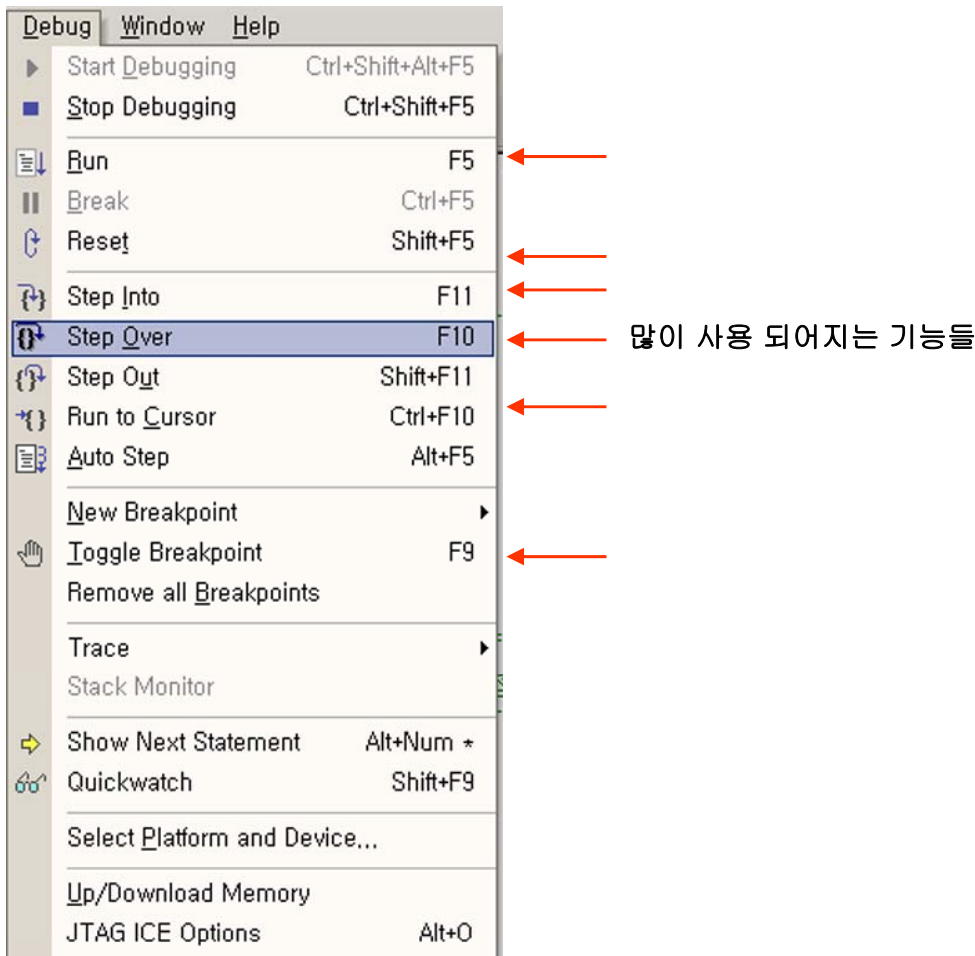 Debug Window Help
Start Debugging Ctrl+Shift+Alt+F5
Stop Debugging Ctrl+Shift+F5
Run F5
Break Ctrl+F5
Reset Shift+F5
Step Into F11
Step Over F10
많이 사용 되어지는 기능들
Step Out Shift+F11
Run to Cursor Ctrl+F10
Auto Step Alt+F5
New Breakpoint
Toggle Breakpoint F9
Remove all Breakpoints
Trace
Stack Monitor
Show Next Statement Alt+Num *
Quickwatch Shift+F9
Select Platform and Device...
Up/Download Memory
JTAG ICE Options Alt+O